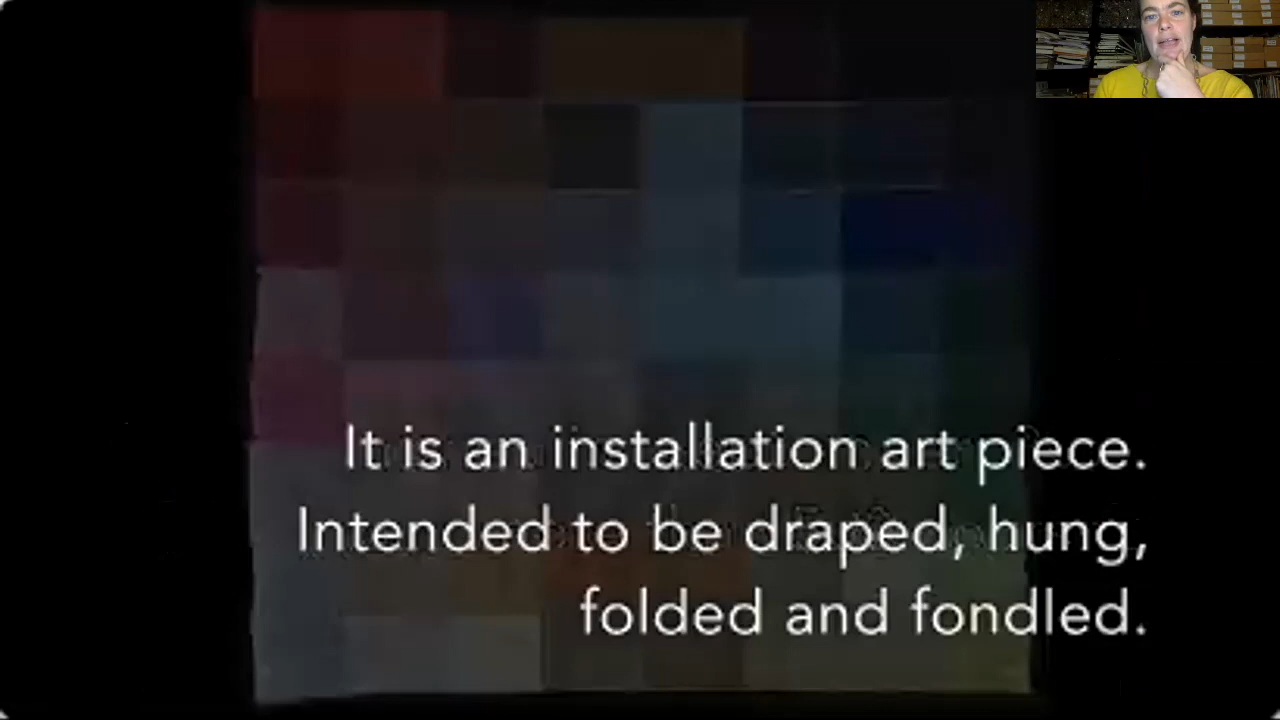 It is an installation art piece.
Intended to be draped, hung,
folded and fondled.